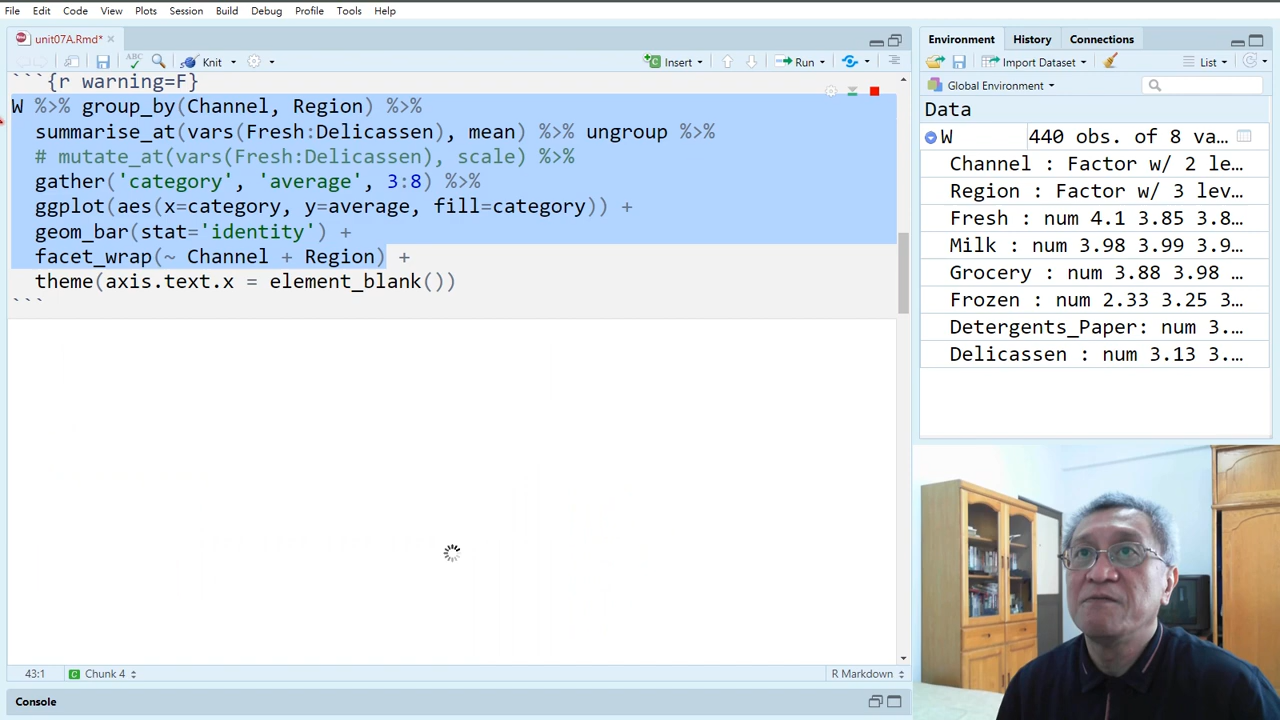 File Edit Code View Plots Session Build Debug Profile Tools Help
unit07A.Rmd*
ABC Knit Insert Run
```{r warning=F}
W %>% group_by(Channel, Region) %>%
summarise_at(vars(Fresh:Delicassen), mean) %>% ungroup %>%
# mutate_at(vars(Fresh:Delicassen), scale) %>%
gather('category', 'average', 3:8) %>%
ggplot(aes(x=category, y=average, fill=category)) +
geom_bar(stat='identity') +
facet_wrap(~ Channel + Region) +
theme(axis.text.x = element_blank())
```
43:1 Chunk 4 R Markdown
Console
Environment History Connections
Import Dataset List
Global Environment
Data
W 440 obs. of 8 va…
Channel : Factor w/ 2 le…
Region : Factor w/ 3 lev…
Fresh : num 4.1 3.85 3.8…
Milk : num 3.98 3.99 3.9…
Grocery : num 3.88 3.98 …
Frozen : num 2.33 3.25 3…
Detergents_Paper: num 3.…
Delicassen : num 3.13 3.…